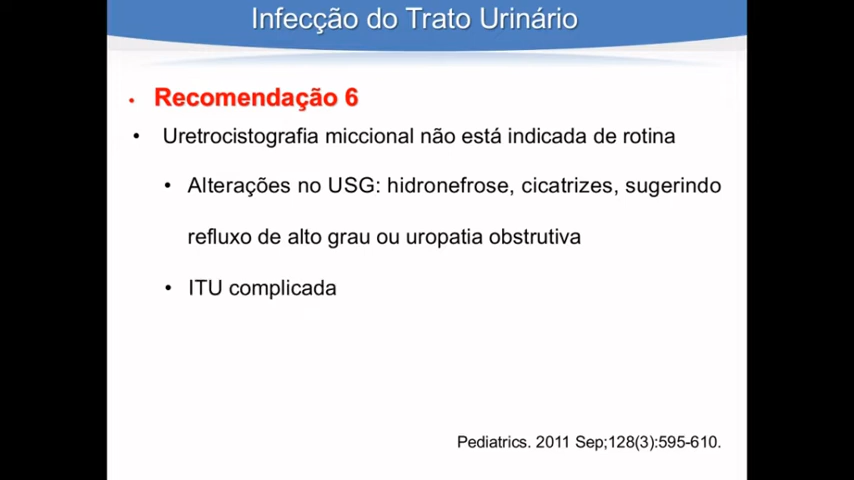 Infecção do Trato Urinário
• Recomendação 6
• Uretrocistografia miccional não está indicada de rotina
• Alterações no USG: hidronefrose, cicatrizes, sugerindo
refluxo de alto grau ou uropatia obstrutiva
• ITU complicada
Pediatrics. 2011 Sep;128(3):595-610.